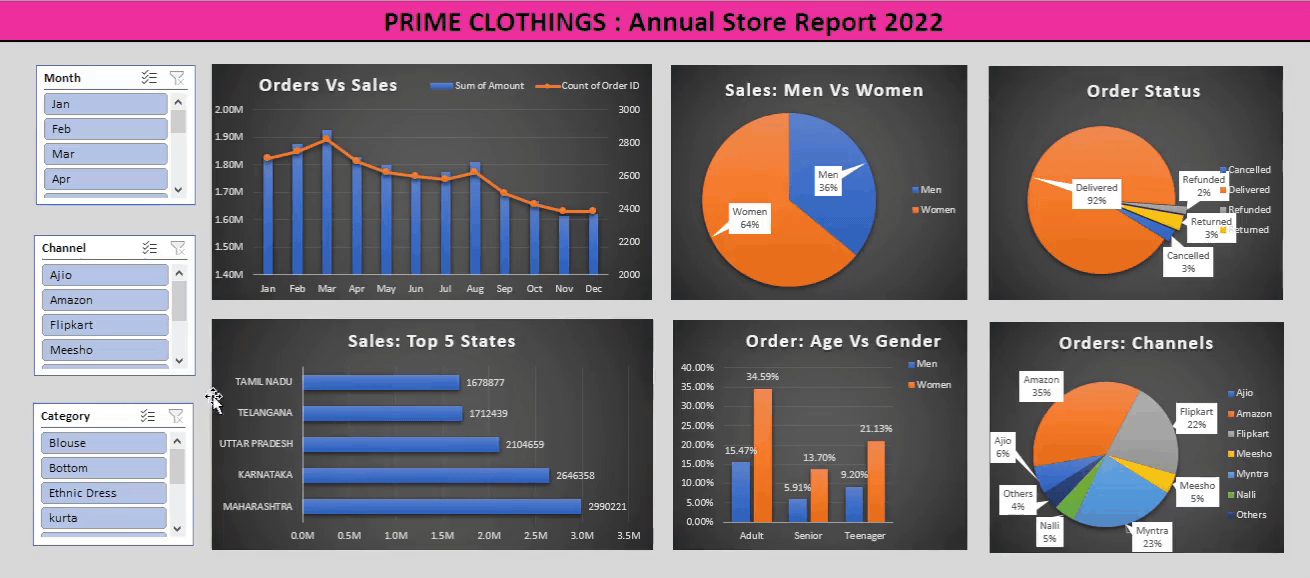 PRIME CLOTHINGS : Annual Store Report 2022
Month
Jan
Feb
Mar
Apr
Channel
Ajio
Amazon
Flipkart
Meesho
Category
Blouse
Bottom
Ethnic Dress
kurta
Orders Vs Sales
Sum of Amount
Count of Order ID
2.00M
1.90M
1.80M
1.70M
1.60M
1.50M
1.40M
3000
2800
2600
2400
2200
2000
Jan Feb Mar Apr May Jun Jul Aug Sep Oct Nov Dec
Sales: Men Vs Women
Men
36%
Women
64%
Men
Women
Order Status
Delivered
92%
Refunded
2%
Returned
3%
Cancelled
3%
Cancelled
Delivered
Refunded
Returned
Sales: Top 5 States
TAMIL NADU 1678877
TELANGANA 1712439
UTTAR PRADESH 2104659
KARNATAKA 2646358
MAHARASHTRA 2990221
0.0M 0.5M 1.0M 1.5M 2.0M 2.5M 3.0M 3.5M
Order: Age Vs Gender
Men
Women
40.00%
35.00%
30.00%
25.00%
20.00%
15.00%
10.00%
5.00%
0.00%
15.47%
34.59%
5.91%
13.70%
9.20%
21.13%
Adult Senior Teenager
Orders: Channels
Amazon
35%
Flipkart
22%
Ajio
6%
Meesho
5%
Others
4%
Nalli
5%
Myntra
23%
Ajio
Amazon
Flipkart
Meesho
Myntra
Nalli
Others